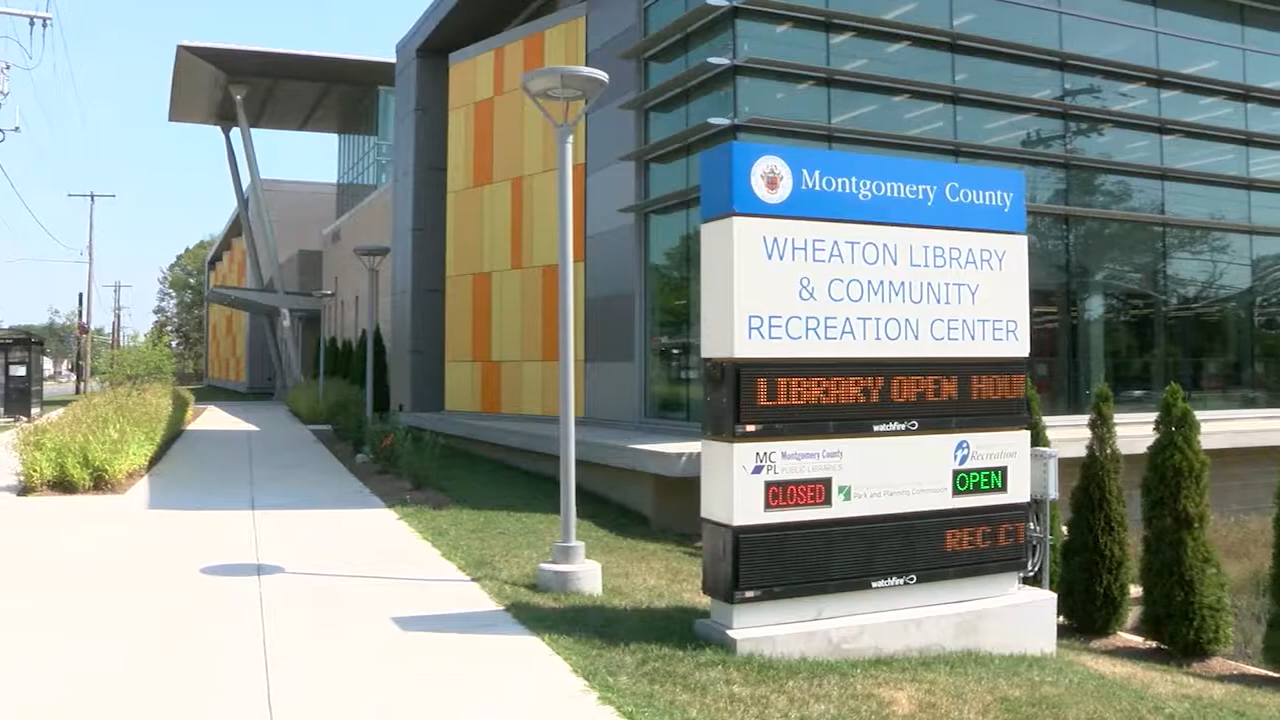 Montgomery County
WHEATON LIBRARY
& COMMUNITY
RECREATION CENTER
LIBRARY OPEN HOUR
watchfire
MC
PL
Montgomery County
PUBLIC LIBRARIES
Recreation
CLOSED
Park and Planning Commission
OPEN
REC CT
watchfire